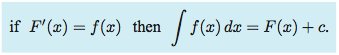 if F'(x) = f(x) then ∫ f(x) dx = F(x) + c.